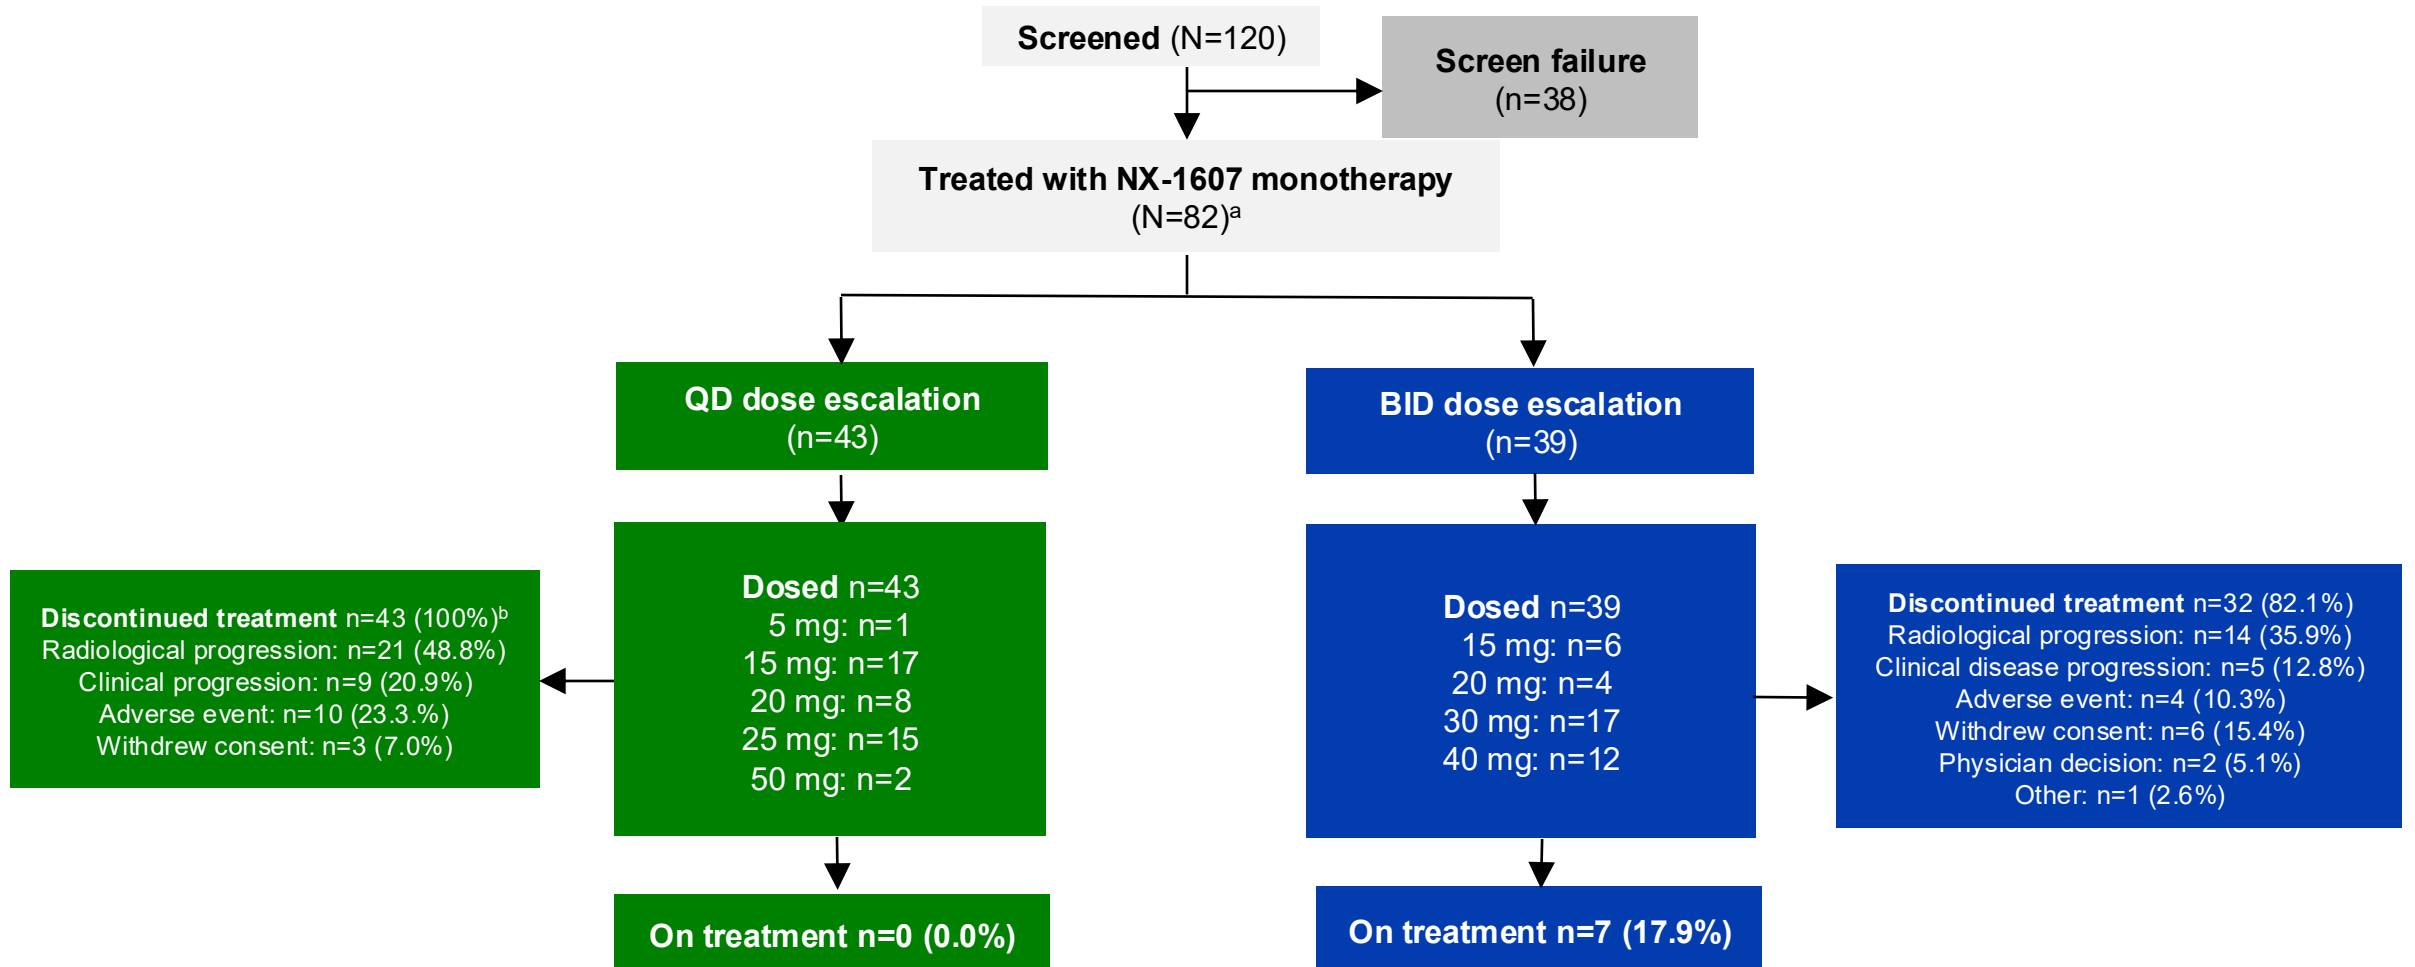 Screened (N=120)
Screen failure
(n=38)
Treated with NX-1607 monotherapy
(N=82)ᵃ
QD dose escalation
(n=43)
BID dose escalation
(n=39)
Discontinued treatment n=43 (100%)ᵇ
Radiological progression: n=21 (48.8%)
Clinical progression: n=9 (20.9%)
Adverse event: n=10 (23.3.%)
Withdrew consent: n=3 (7.0%)
Dosed n=43
5 mg: n=1
15 mg: n=17
20 mg: n=8
25 mg: n=15
50 mg: n=2
Dosed n=39
15 mg: n=6
20 mg: n=4
30 mg: n=17
40 mg: n=12
Discontinued treatment n=32 (82.1%)
Radiological progression: n=14 (35.9%)
Clinical disease progression: n=5 (12.8%)
Adverse event: n=4 (10.3%)
Withdrew consent: n=6 (15.4%)
Physician decision: n=2 (5.1%)
Other: n=1 (2.6%)
On treatment n=0 (0.0%)
On treatment n=7 (17.9%)